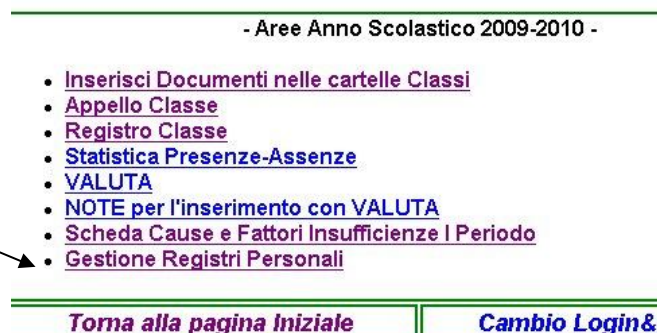 - Aree Anno Scolastico 2009-2010 -
Inserisci Documenti nelle cartelle Classi
Appello Classe
Registro Classe
Statistica Presenze-Assenze
VALUTA
NOTE per l'inserimento con VALUTA
Scheda Cause e Fattori Insufficienze I Periodo
Gestione Registri Personali
Torna alla pagina Iniziale
Cambio Login&